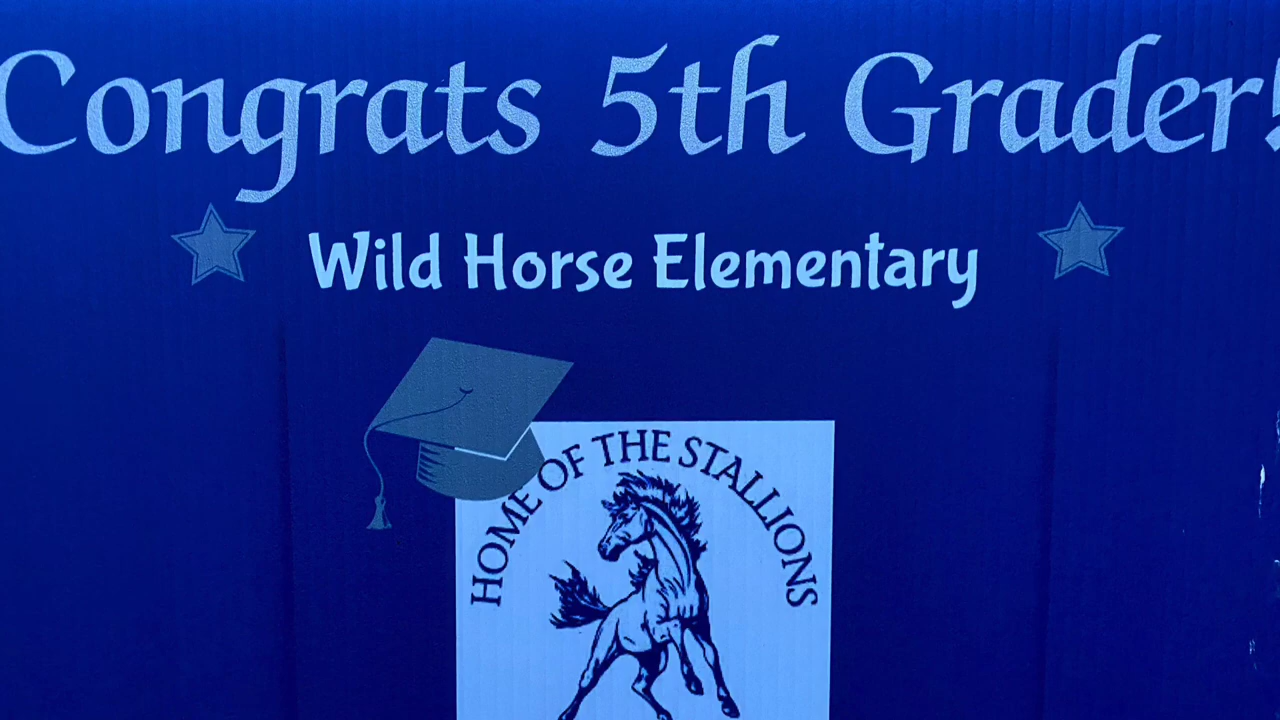 Congrats 5th Grader!
Wild Horse Elementary
HOME OF THE STALLIONS